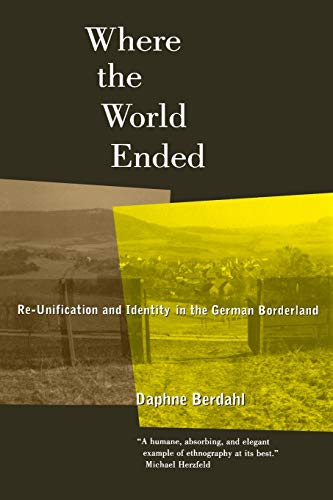 Where
the
World
Ended
Re-Unification and Identity in the German Borderland
Daphne Berdahl
“A humane, absorbing, and elegant
example of ethnography at its best.”
Michael Herzfeld